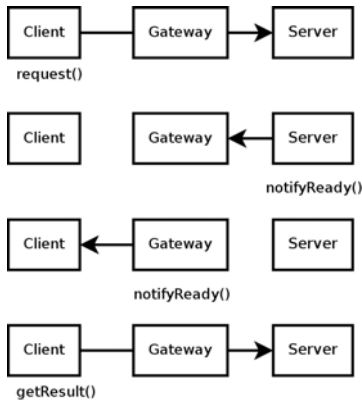 Client Gateway Server
request()
Client Gateway Server
notifyReady()
Client Gateway Server
notifyReady()
Client Gateway Server
getResult()